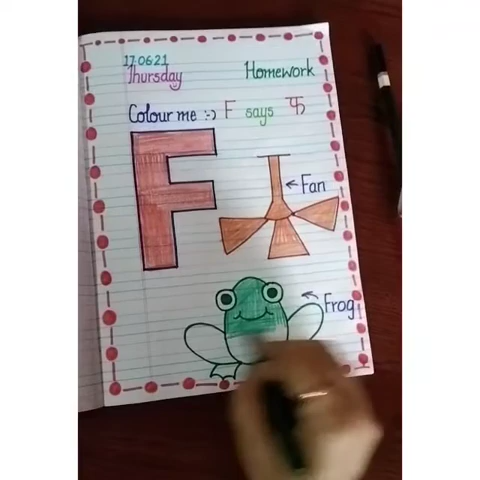 17.06.21
Thursday Homework
Colour me :-) F says फ
F
Fan
Frog